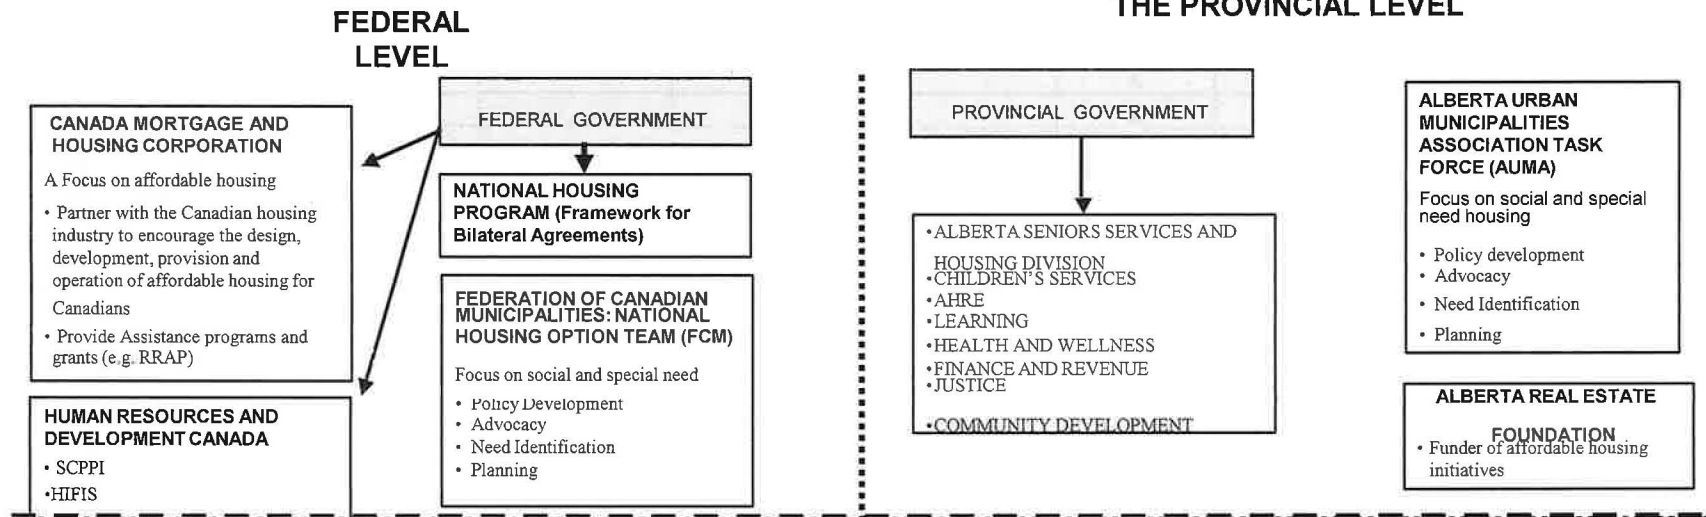 FEDERAL
LEVEL
CANADA MORTGAGE AND
HOUSING CORPORATION
A Focus on affordable housing
• Partner with the Canadian housing
industry to encourage the design,
development, provision and
operation of affordable housing for
Canadians
• Provide Assistance programs and
grants (e.g. RRAP)
HUMAN RESOURCES AND
DEVELOPMENT CANADA
• SCPPI
•HIFIS
FEDERAL GOVERNMENT
NATIONAL HOUSING
PROGRAM (Framework for
Bilateral Agreements)
FEDERATION OF CANADIAN
MUNICIPALITIES: NATIONAL
HOUSING OPTION TEAM (FCM)
Focus on social and special need
• Policy Development
• Advocacy
• Need Identification
• Planning
THE PROVINCIAL LEVEL
PROVINCIAL GOVERNMENT
•ALBERTA SENIORS SERVICES AND
HOUSING DIVISION
•CHILDREN'S SERVICES
•AHRE
•LEARNING
•HEALTH AND WELLNESS
•FINANCE AND REVENUE
•JUSTICE
•COMMUNITY DEVELOPMENT
ALBERTA URBAN
MUNICIPALITIES
ASSOCIATION TASK
FORCE (AUMA)
Focus on social and special
need housing
• Policy development
• Advocacy
• Need Identification
• Planning
ALBERTA REAL ESTATE
FOUNDATION
• Funder of affordable housing
initiatives